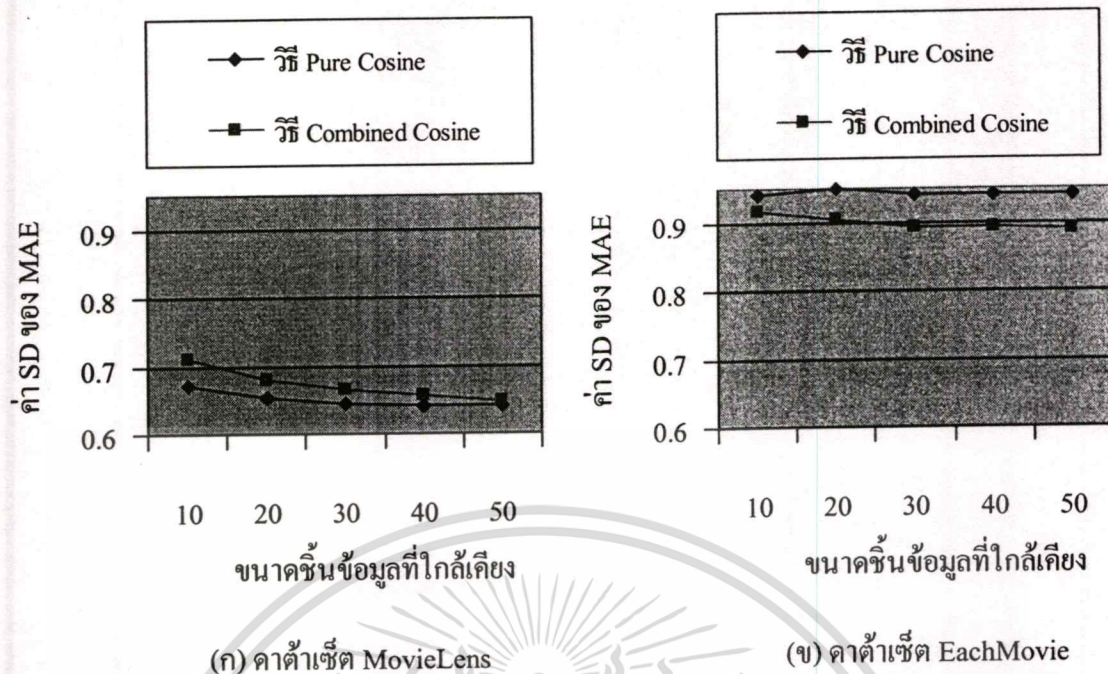 วิธี Pure Cosine
วิธี Combined Cosine
ค่า SD ของ MAE
0.9
0.8
0.7
0.6
10 20 30 40 50
ขนาดชิ้นข้อมูลที่ใกล้เคียง
(ก) ดาต้าเซ็ต MovieLens
วิธี Pure Cosine
วิธี Combined Cosine
ค่า SD ของ MAE
0.9
0.8
0.7
0.6
10 20 30 40 50
ขนาดชิ้นข้อมูลที่ใกล้เคียง
(ข) ดาต้าเซ็ต EachMovie